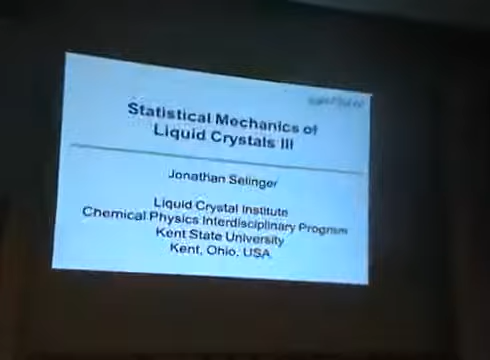 Statistical Mechanics of
Liquid Crystals III
Jonathan Selinger
Liquid Crystal Institute
Chemical Physics Interdisciplinary Program
Kent State University
Kent, Ohio, USA